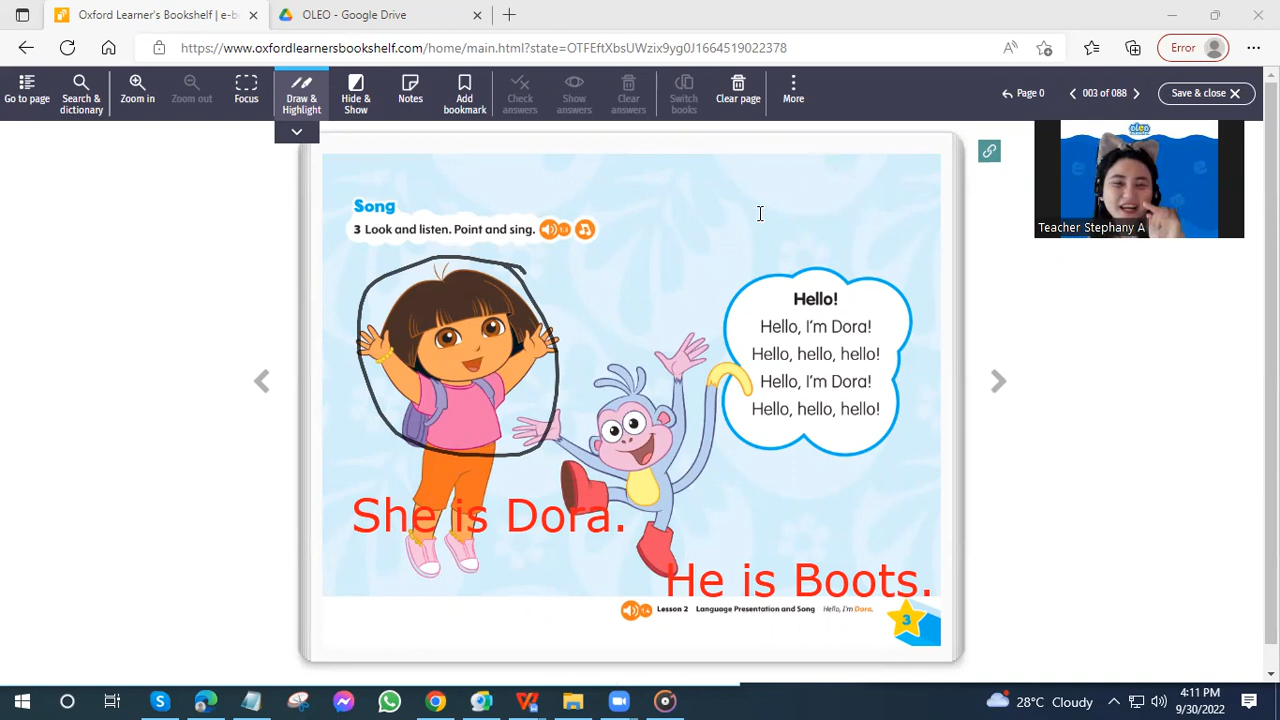 Oxford Learner's Bookshelf | e-b
OLEO - Google Drive
https://www.oxfordlearnersbookshelf.com/home/main.html?state=OTFEftXbsUWzix9yg0J1664519022378
Error
Go to page
Search & dictionary
Zoom in
Zoom out
Focus
Draw & Highlight
Hide & Show
Notes
Add bookmark
Check answers
Show answers
Clear answers
Switch books
Clear page
More
Page 0
003 of 088
Save & close
oleo
Teacher Stephany A
Song
3 Look and listen. Point and sing. 1.3
Hello!
Hello, I'm Dora!
Hello, hello, hello!
Hello, I'm Dora!
Hello, hello, hello!
She is Dora.
He is Boots.
1.4 Lesson 2 Language Presentation and Song Hello, I'm Dora.
3
28°C Cloudy
4:11 PM
9/30/2022